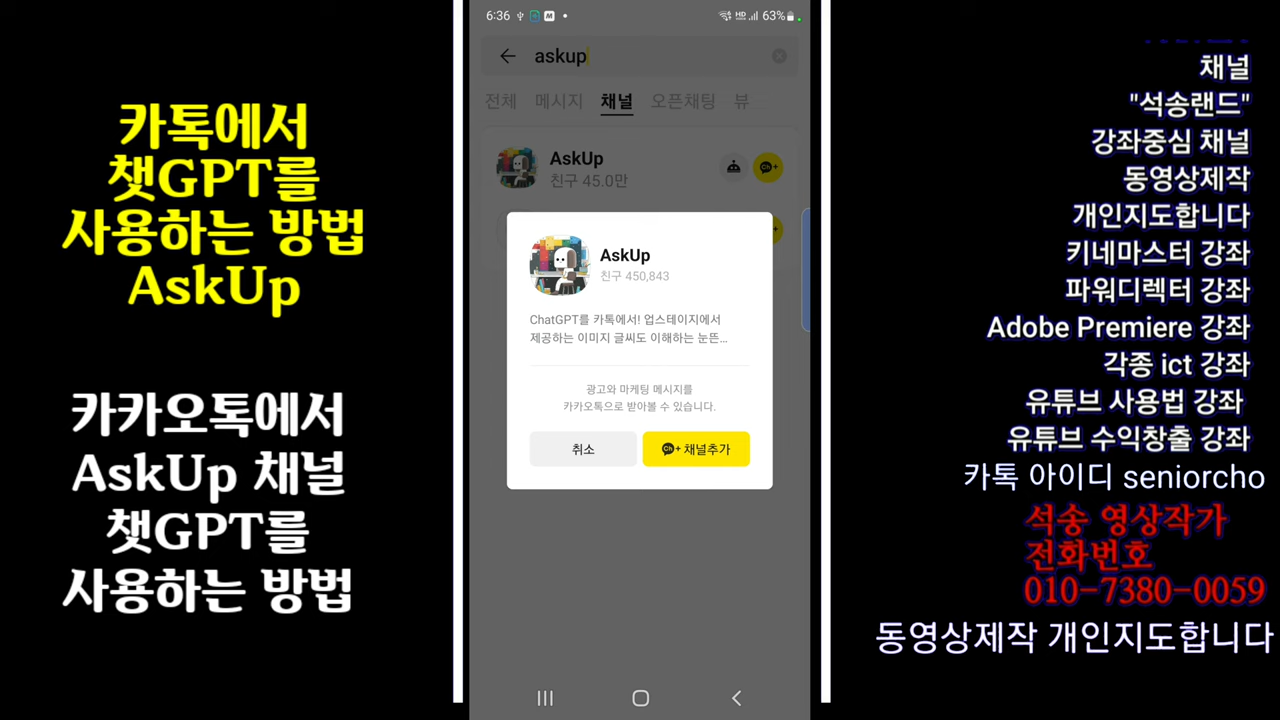 카톡에서
챗GPT를
사용하는 방법
AskUp
카카오톡에서
AskUp 채널
챗GPT를
사용하는 방법
6:36 M HD 63%
askup
전체 메시지 채널 오픈채팅 뷰
AskUp
친구 45.0만
Ch+
AskUp
친구 450,843
ChatGPT를 카톡에서! 업스테이지에서
제공하는 이미지 글씨도 이해하는 눈뜬...
광고와 마케팅 메시지를
카카오톡으로 받아볼 수 있습니다.
취소 Ch+ 채널추가
채널
"석송랜드"
강좌중심 채널
동영상제작
개인지도합니다
키네마스터 강좌
파워디렉터 강좌
Adobe Premiere 강좌
각종 ict 강좌
유튜브 사용법 강좌
유튜브 수익창출 강좌
카톡 아이디 seniorcho
석송 영상작가
전화번호
010-7380-0059
동영상제작 개인지도합니다